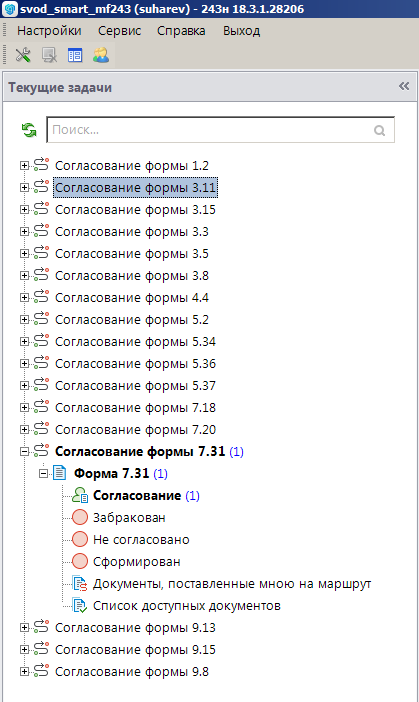 svod_smart_mf243 (suharev) - 243н 18.3.1.28206
Настройки Сервис Справка Выход
Текущие задачи «
Поиск...
Согласование формы 1.2
Согласование формы 3.11
Согласование формы 3.15
Согласование формы 3.3
Согласование формы 3.5
Согласование формы 3.8
Согласование формы 4.4
Согласование формы 5.2
Согласование формы 5.34
Согласование формы 5.36
Согласование формы 5.37
Согласование формы 7.18
Согласование формы 7.20
Согласование формы 7.31 (1)
Форма 7.31 (1)
Согласование (1)
Забракован
Не согласовано
Сформирован
Документы, поставленные мною на маршрут
Список доступных документов
Согласование формы 9.13
Согласование формы 9.15
Согласование формы 9.8